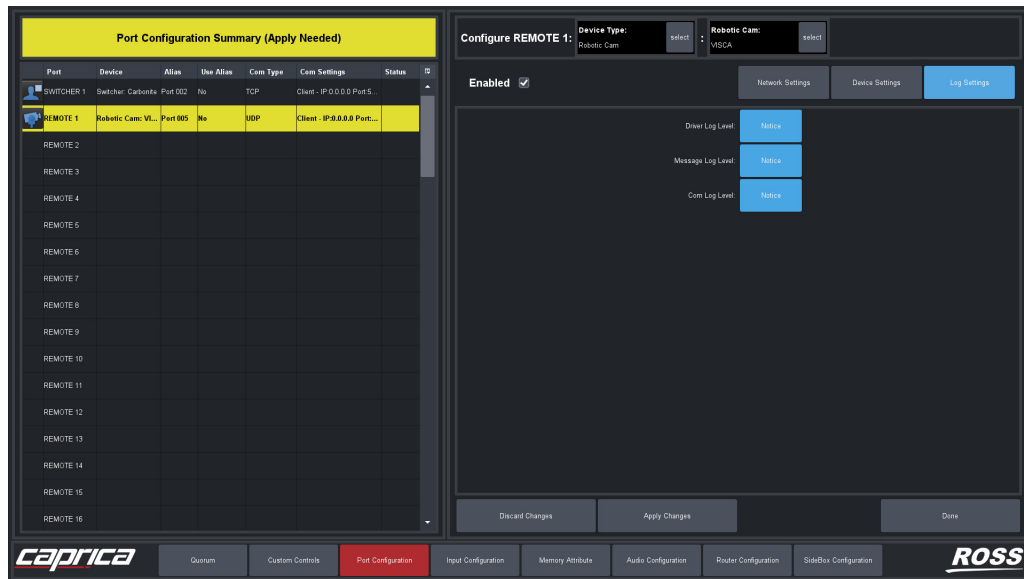 Port Configuration Summary (Apply Needed)
Port Device Alias Use Alias Com Type Com Settings Status
SWITCHER 1 Switcher: Carbonite Port 002 No TCP Client - IP:0.0.0.0 Port:5...
REMOTE 1 Robotic Cam: VI... Port 005 No UDP Client - IP:0.0.0.0 Port:...
REMOTE 2
REMOTE 3
REMOTE 4
REMOTE 5
REMOTE 6
REMOTE 7
REMOTE 8
REMOTE 9
REMOTE 10
REMOTE 11
REMOTE 12
REMOTE 13
REMOTE 14
REMOTE 15
REMOTE 16
Configure REMOTE 1: Device Type: Robotic Cam select : Robotic Cam: VISCA select
Enabled Network Settings Device Settings Log Settings
Driver Log Level: Notice
Message Log Level: Notice
Com Log Level: Notice
Discard Changes Apply Changes Done
caprica Quorum Custom Controls Port Configuration Input Configuration Memory Attribute Audio Configuration Router Configuration SideBox Configuration ROSS